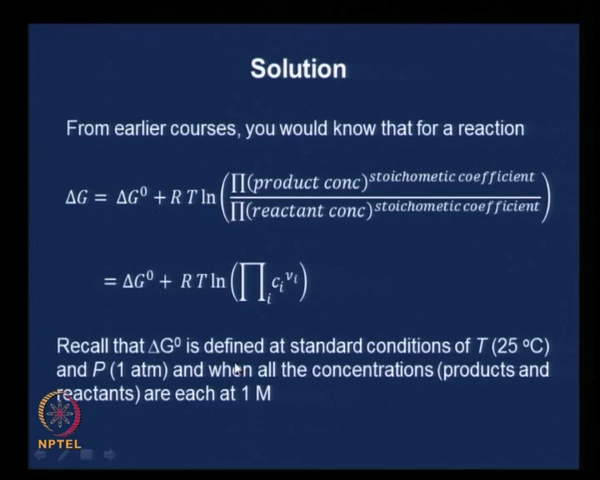 Solution
From earlier courses, you would know that for a reaction
ΔG = ΔG⁰ + R T ln(∏(product conc)^stoichometic coefficient / ∏(reactant conc)^stoichometic coefficient)
= ΔG⁰ + R T ln(∏ᵢ cᵢ^νᵢ)
Recall that ΔG⁰ is defined at standard conditions of T (25 ºC)
and P (1 atm) and when all the concentrations (products and
reactants) are each at 1 M
NPTEL